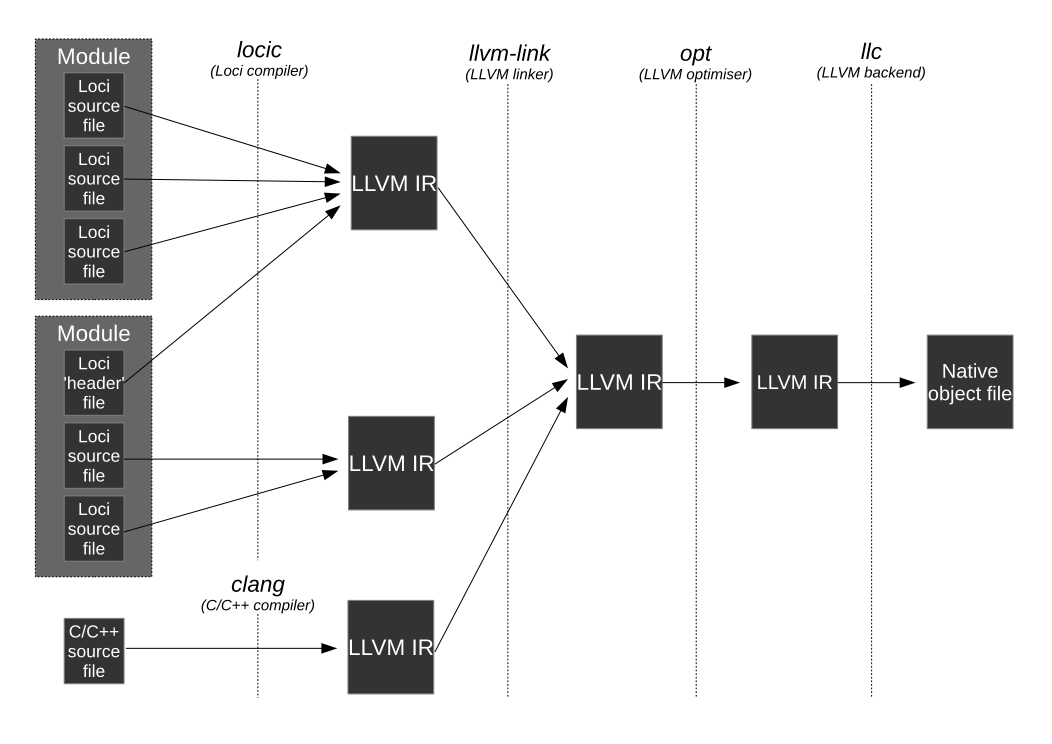 Module
Loci
source
file
Loci
source
file
Loci
source
file
Module
Loci
'header'
file
Loci
source
file
Loci
source
file
C/C++
source
file
locic
(Loci compiler)
clang
(C/C++ compiler)
LLVM IR
LLVM IR
LLVM IR
llvm-link
(LLVM linker)
LLVM IR
opt
(LLVM optimiser)
LLVM IR
llc
(LLVM backend)
Native
object file